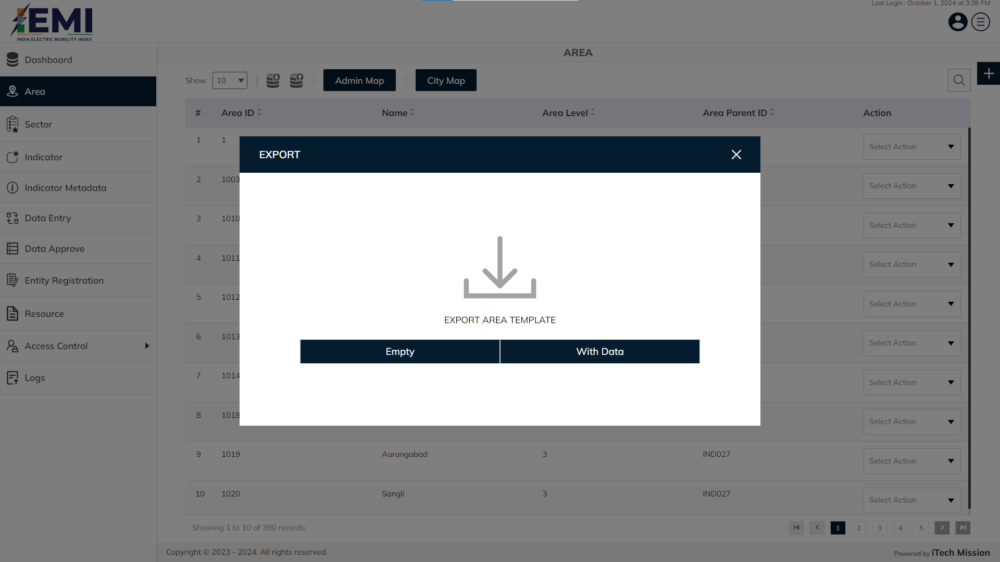 Last Login : October 1, 2024 at 3:38 PM
EMI
INDIA ELECTRIC MOBILITY INDEX
Dashboard
Area
Sector
Indicator
Indicator Metadata
Data Entry
Data Approve
Entity Registration
Resource
Access Control
Logs
AREA
Show 10 Admin Map City Map
# Area ID Name Area Level Area Parent ID Action
1 1 Select Action
2 1003 Select Action
3 1010 Select Action
4 1011 Select Action
5 1012 Select Action
6 1013 Select Action
7 1014 Select Action
8 1018 Select Action
9 1019 Aurangabad 3 IND027 Select Action
10 1020 Sangli 3 IND027 Select Action
EXPORT
EXPORT AREA TEMPLATE
Empty With Data
Showing 1 to 10 of 390 records
1 2 3 4 5
Copyright © 2023 - 2024. All rights reserved.
Powered by iTech Mission